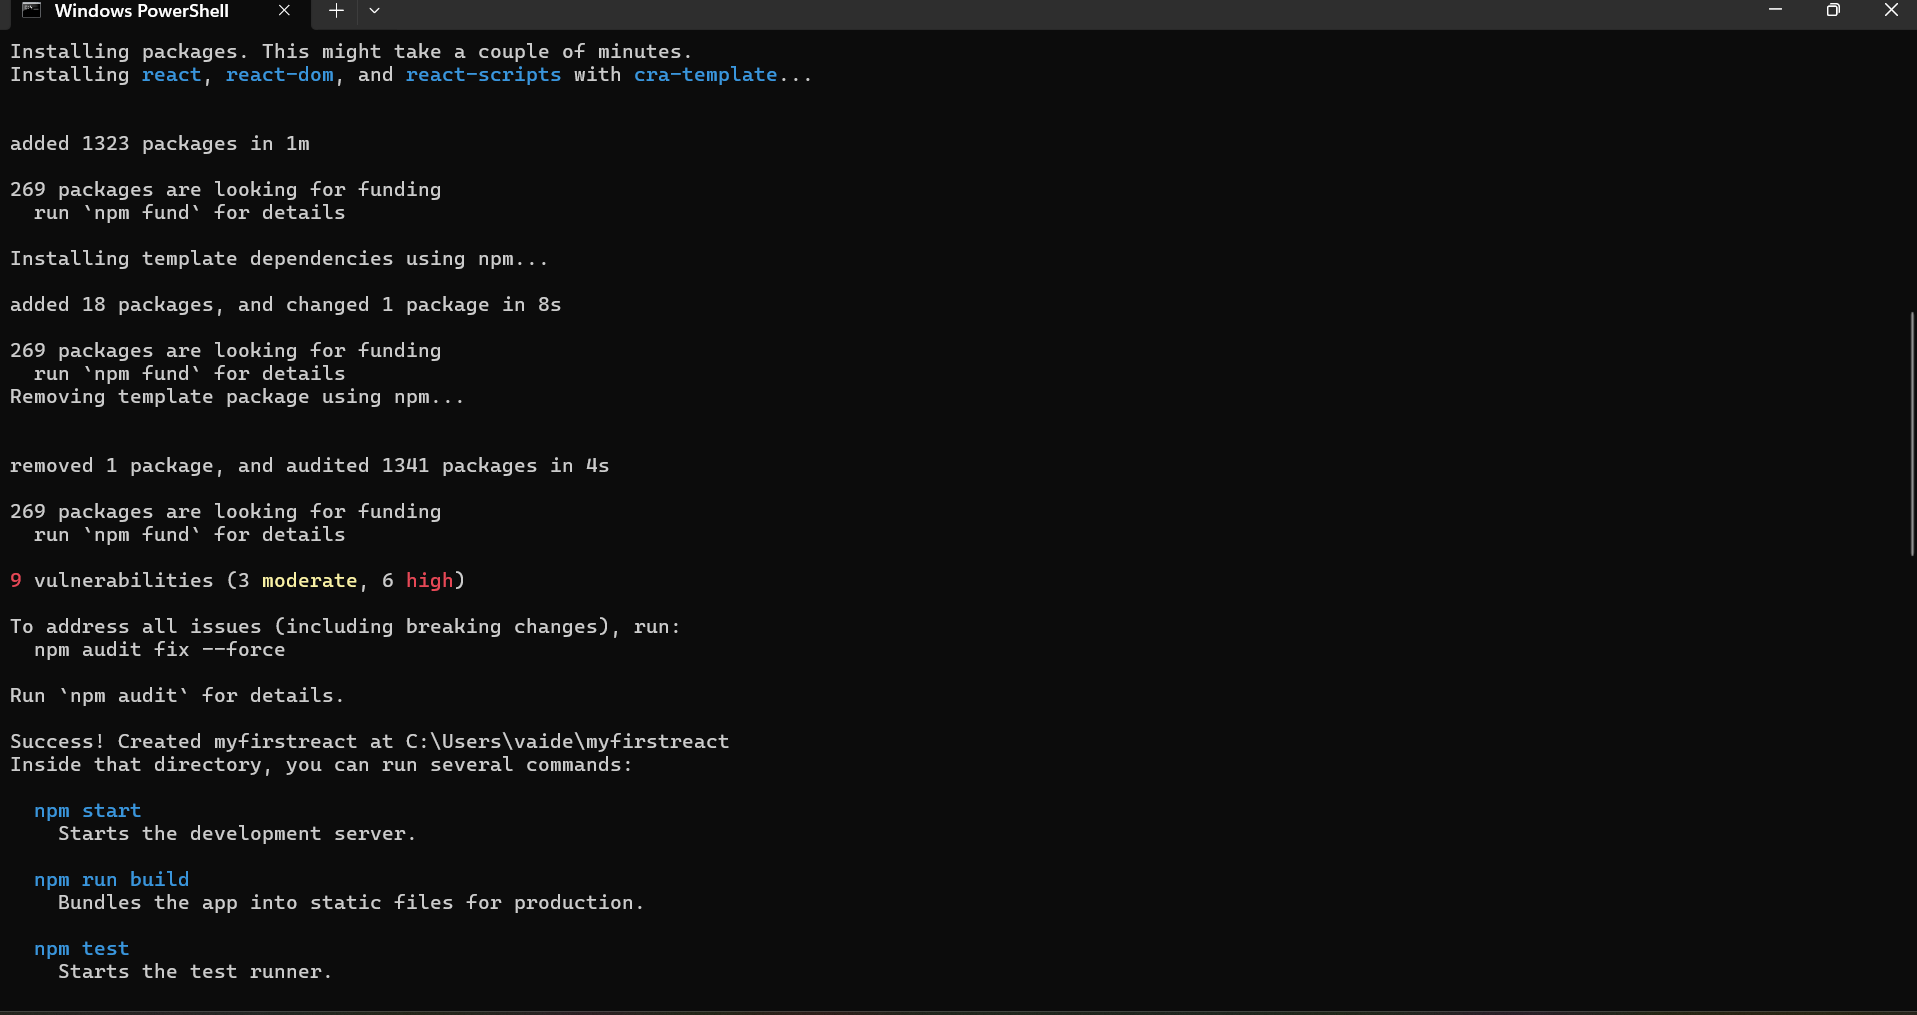 Windows PowerShell
Installing packages. This might take a couple of minutes.
Installing react, react-dom, and react-scripts with cra-template...
added 1323 packages in 1m
269 packages are looking for funding
  run `npm fund` for details
Installing template dependencies using npm...
added 18 packages, and changed 1 package in 8s
269 packages are looking for funding
  run `npm fund` for details
Removing template package using npm...
removed 1 package, and audited 1341 packages in 4s
269 packages are looking for funding
  run `npm fund` for details
9 vulnerabilities (3 moderate, 6 high)
To address all issues (including breaking changes), run:
  npm audit fix --force
Run `npm audit` for details.
Success! Created myfirstreact at C:\Users\vaide\myfirstreact
Inside that directory, you can run several commands:
  npm start
    Starts the development server.
  npm run build
    Bundles the app into static files for production.
  npm test
    Starts the test runner.